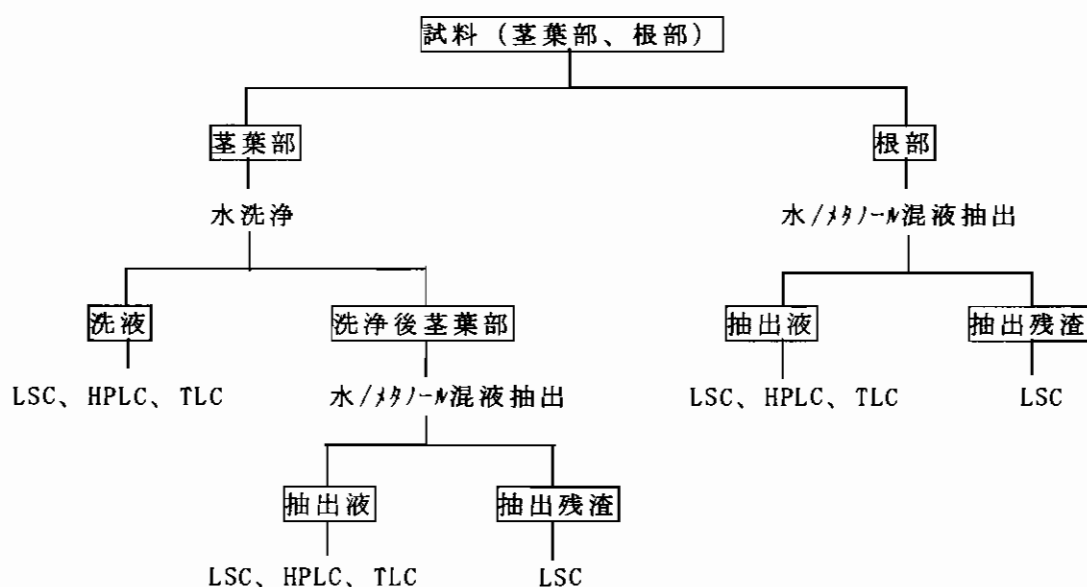 試料（茎葉部、根部）
茎葉部
根部
水洗浄
水/メタノール混液抽出
洗液
洗浄後茎葉部
抽出液
抽出残渣
LSC、HPLC、TLC
水/メタノール混液抽出
LSC、HPLC、TLC
LSC
抽出液
抽出残渣
LSC、HPLC、TLC
LSC